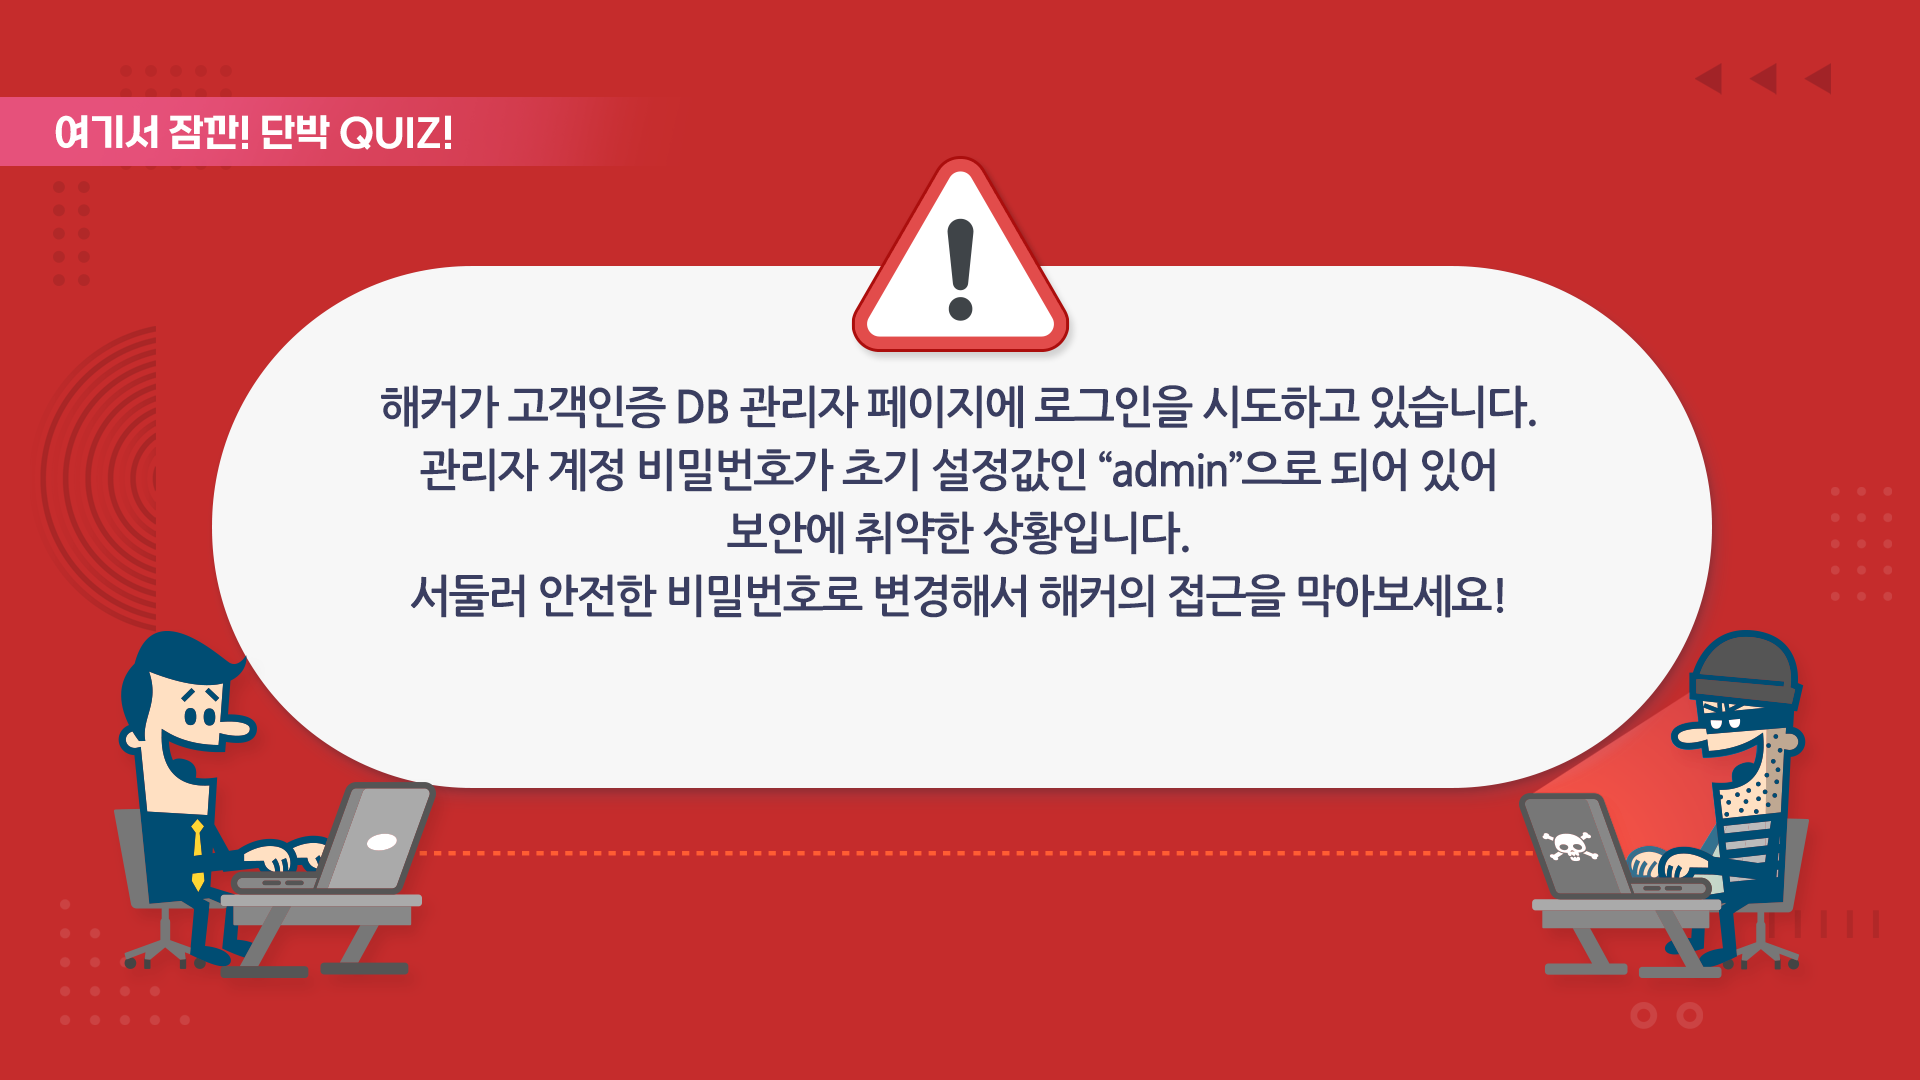 여기서 잠깐! 단박 QUIZ!
해커가 고객인증 DB 관리자 페이지에 로그인을 시도하고 있습니다.
관리자 계정 비밀번호가 초기 설정값인 “admin”으로 되어 있어
보안에 취약한 상황입니다.
서둘러 안전한 비밀번호로 변경해서 해커의 접근을 막아보세요!